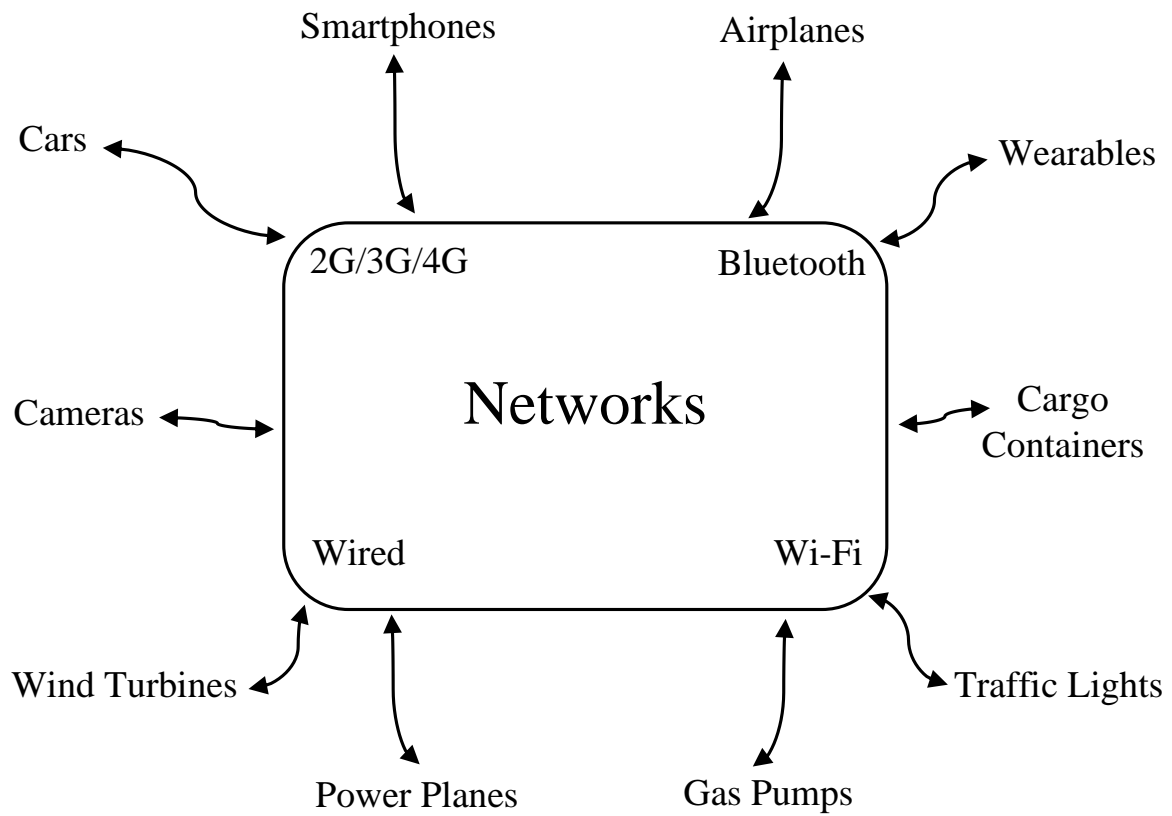 Smartphones
Airplanes
Cars
Wearables
2G/3G/4G
Bluetooth
Networks
Cameras
Cargo
Containers
Wired
Wi-Fi
Wind Turbines
Traffic Lights
Power Planes
Gas Pumps